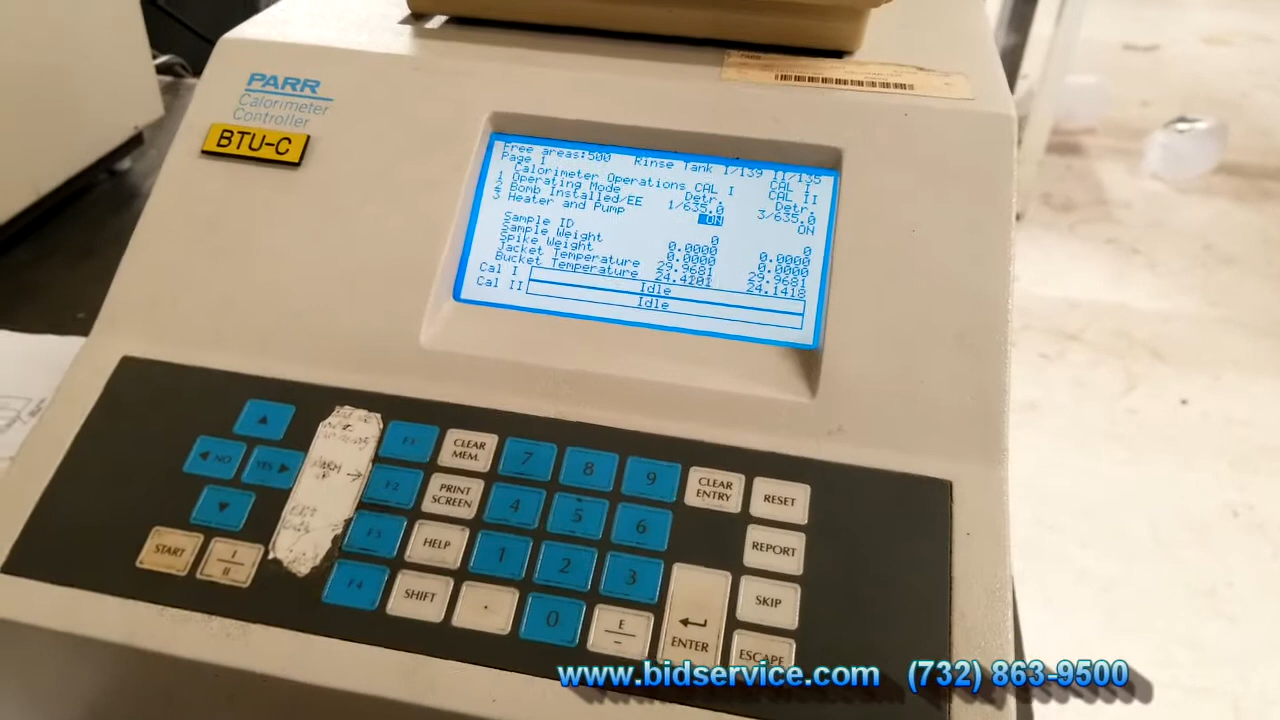 PARR
Calorimeter
Controller
BTU-C
Free areas:500 Rinse Tank 1/139 11/135
Page 1
Calorimeter Operations CAL I CAL II
1 Operating Mode Detr. Detr.
2 Bomb Installed/EE 1/635.0 3/635.0
3 Heater and Pump ON ON
Sample ID 0 0
Sample Weight 0.0000 0.0000
Spike Weight 0.0000 0.0000
Jacket Temperature 29.9681 29.9681
Bucket Temperature 24.4101 24.1418
Cal I Idle
Cal II Idle
▲
◀ NO YES ▶
▼
START I II
F1 CLEAR MEM. 7 8 9 CLEAR ENTRY RESET
F2 PRINT SCREEN 4 5 6 REPORT
F3 HELP 1 2 3 SKIP
F4 SHIFT . 0 E – ENTER ESCAPE
www.bidservice.com (732) 863-9500